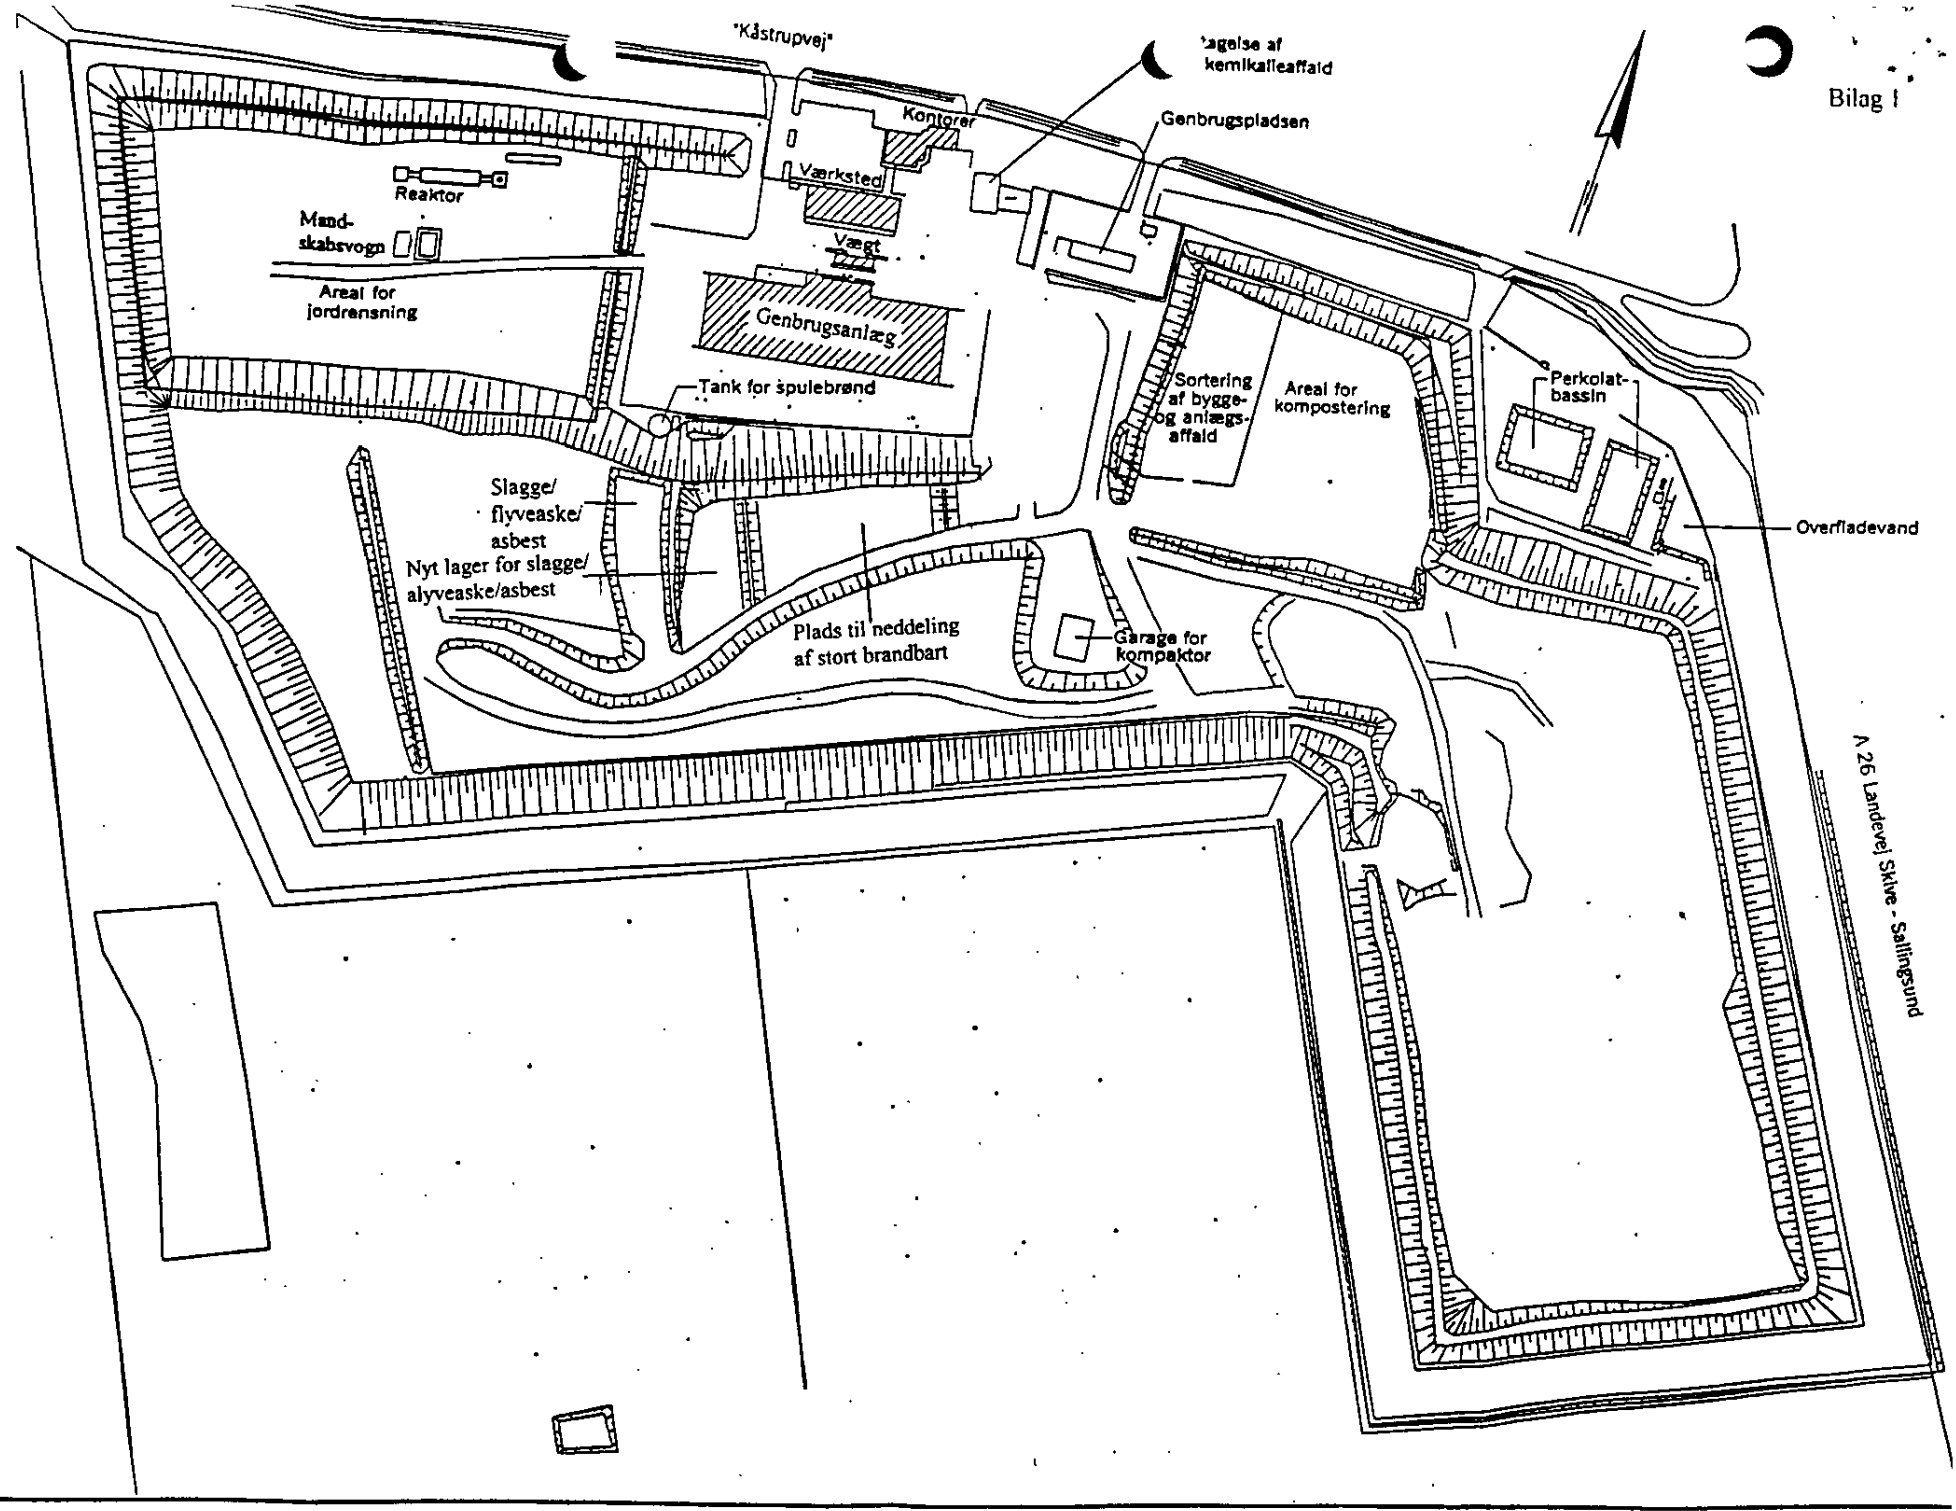 "Kåstrupvej"
tagelse af
kemikalieaffald
Bilag 1
Genbrugspladsen
Kontorer
Værksted
Reaktor
Mand-
skabsvogn
Vægt
Areal for
jordrensning
Genbrugsanlæg
Tank for spulebrønd
Sortering
af bygge-
og anlægs-
affald
Areal for
kompostering
Perkolat-
bassin
Overfladevand
Slagge/
flyveaske/
asbest
Nyt lager for slagge/
alyveaske/asbest
Plads til neddeling
af stort brandbart
Garage for
kompaktor
A 26 Landevej Skive - Sallingsund